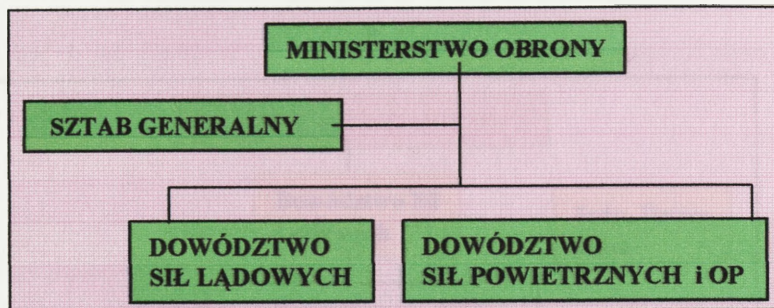 MINISTERSTWO OBRONY
SZTAB GENERALNY
DOWÓDZTWO
SIŁ LĄDOWYCH
DOWÓDZTWO
SIŁ POWIETRZNYCH i OP